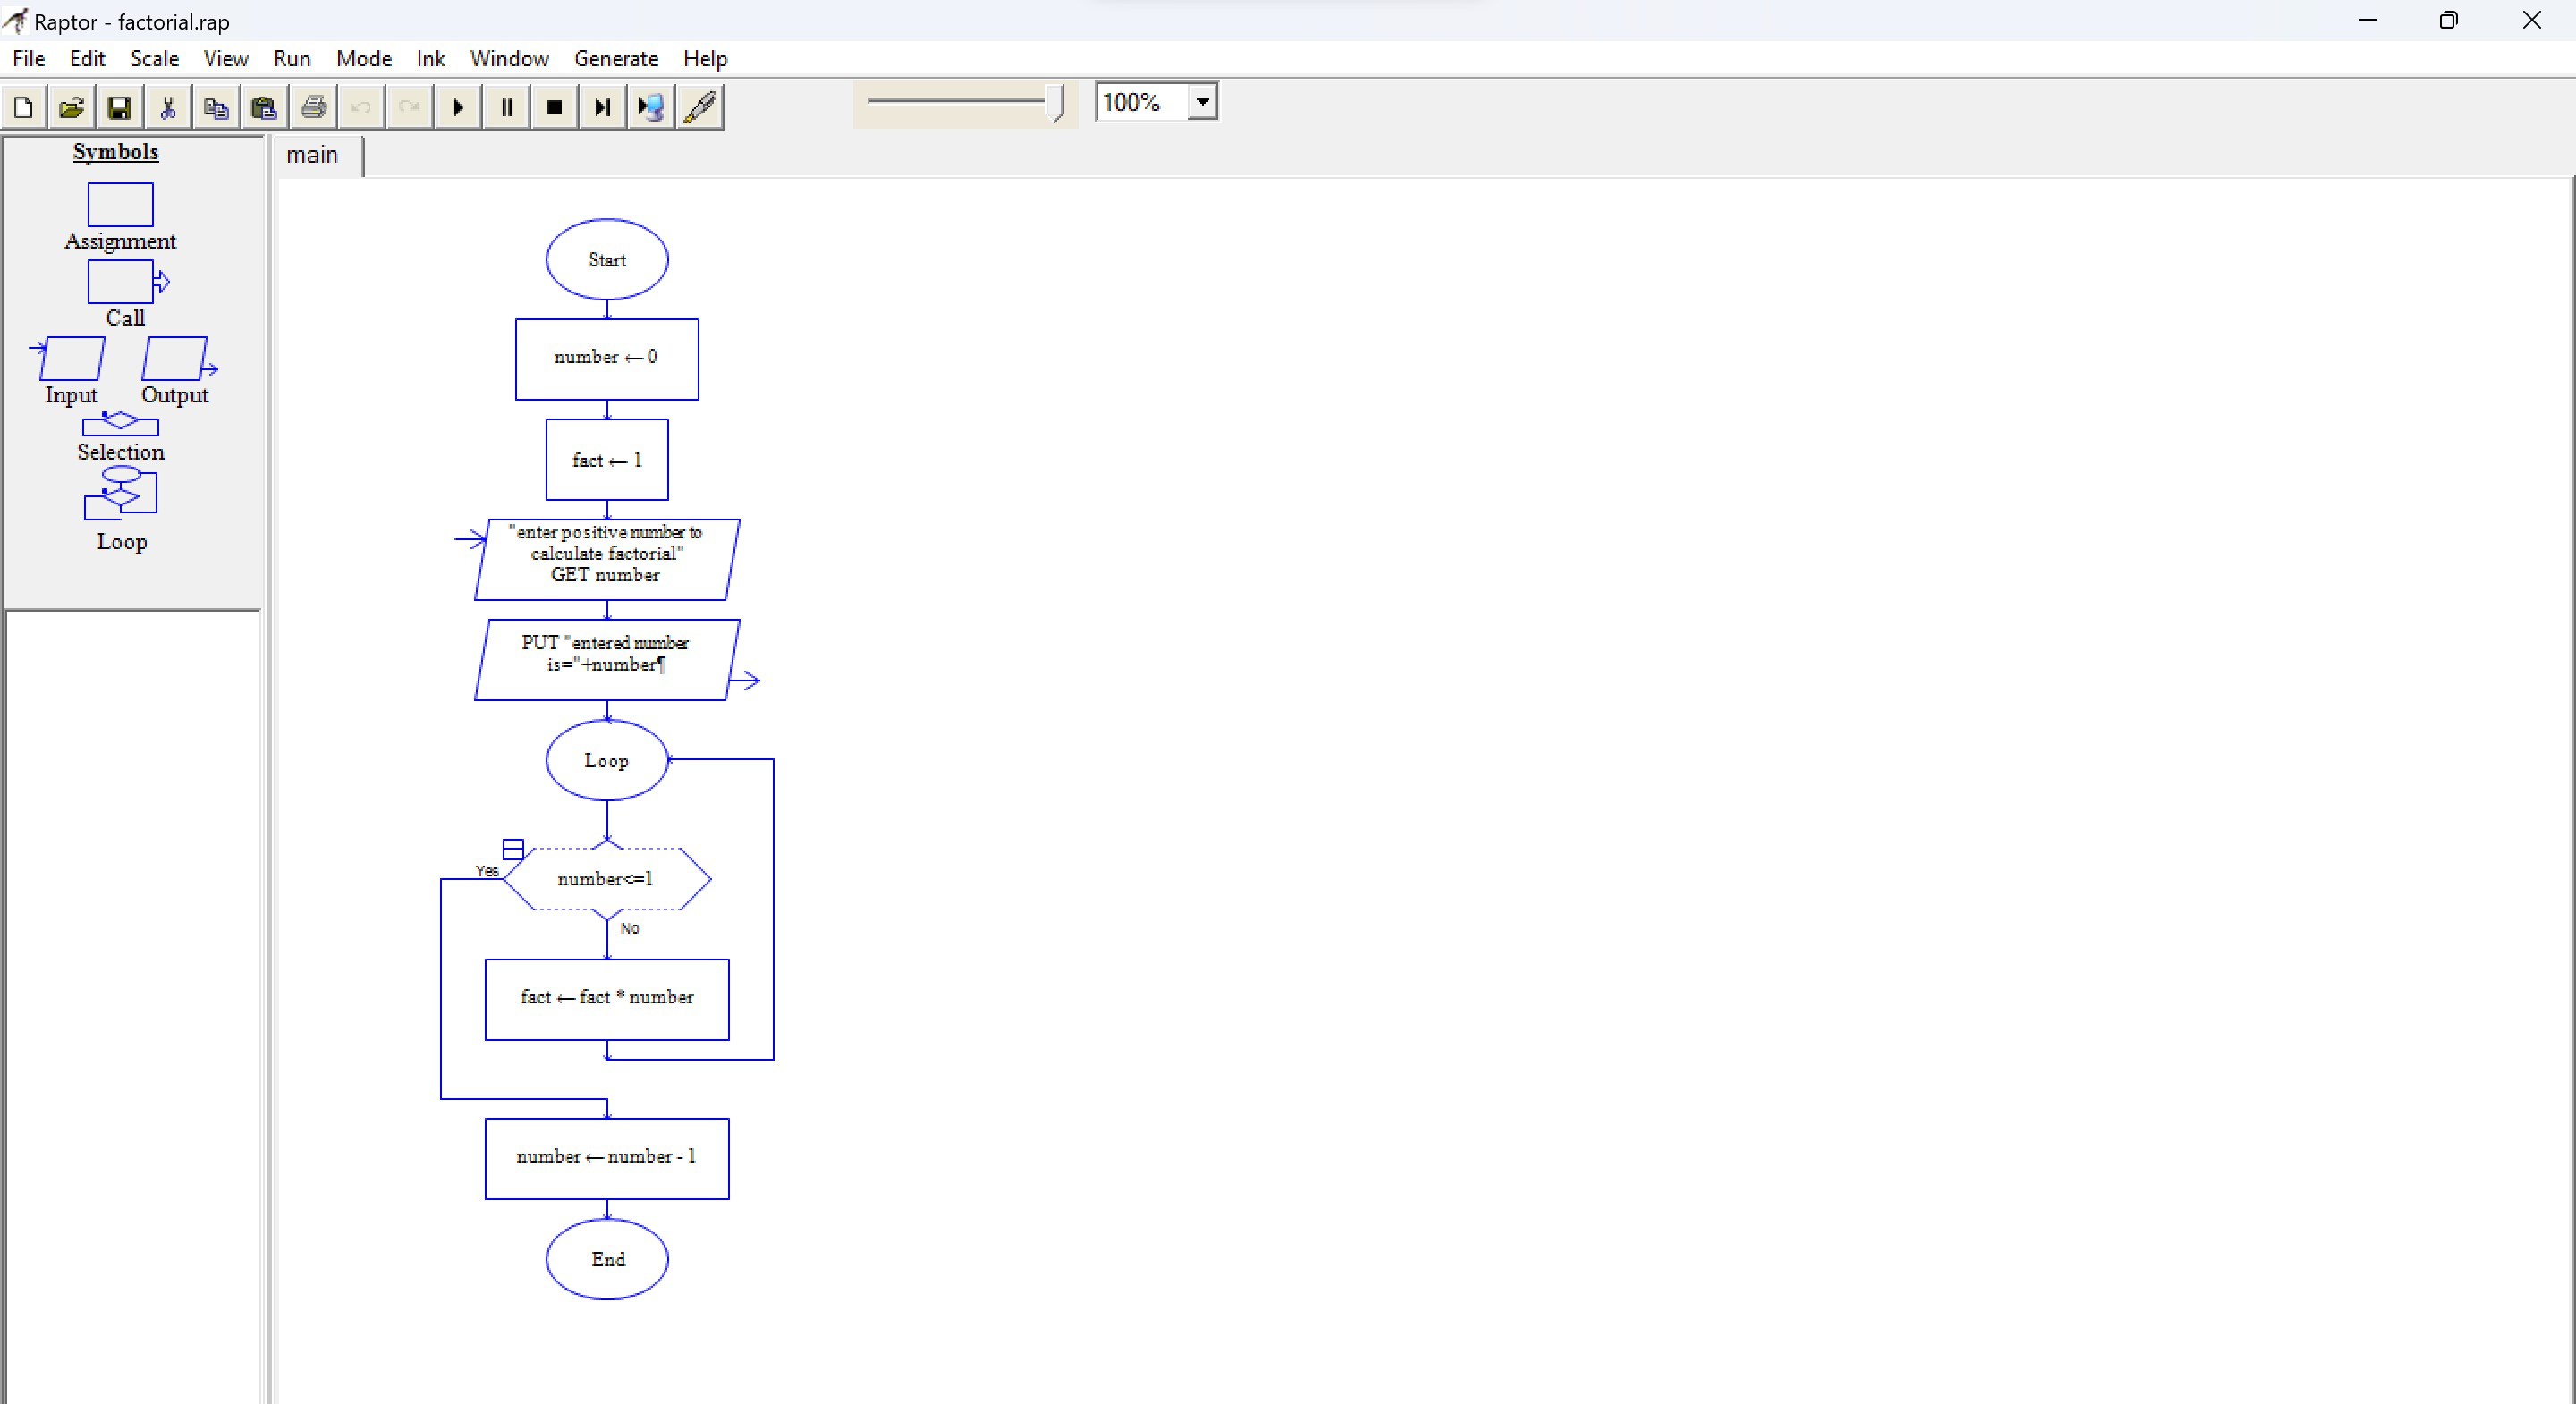 Raptor - factorial.rap
File Edit Scale View Run Mode Ink Window Generate Help
100%
Symbols
Assignment
Call
Input Output
Selection
Loop
main
Start
number ← 0
fact ← 1
"enter positive number to
calculate factorial"
GET number
PUT "entered number
is="+number¶
Loop
Yes
number<=1
No
fact ← fact * number
number ← number - 1
End